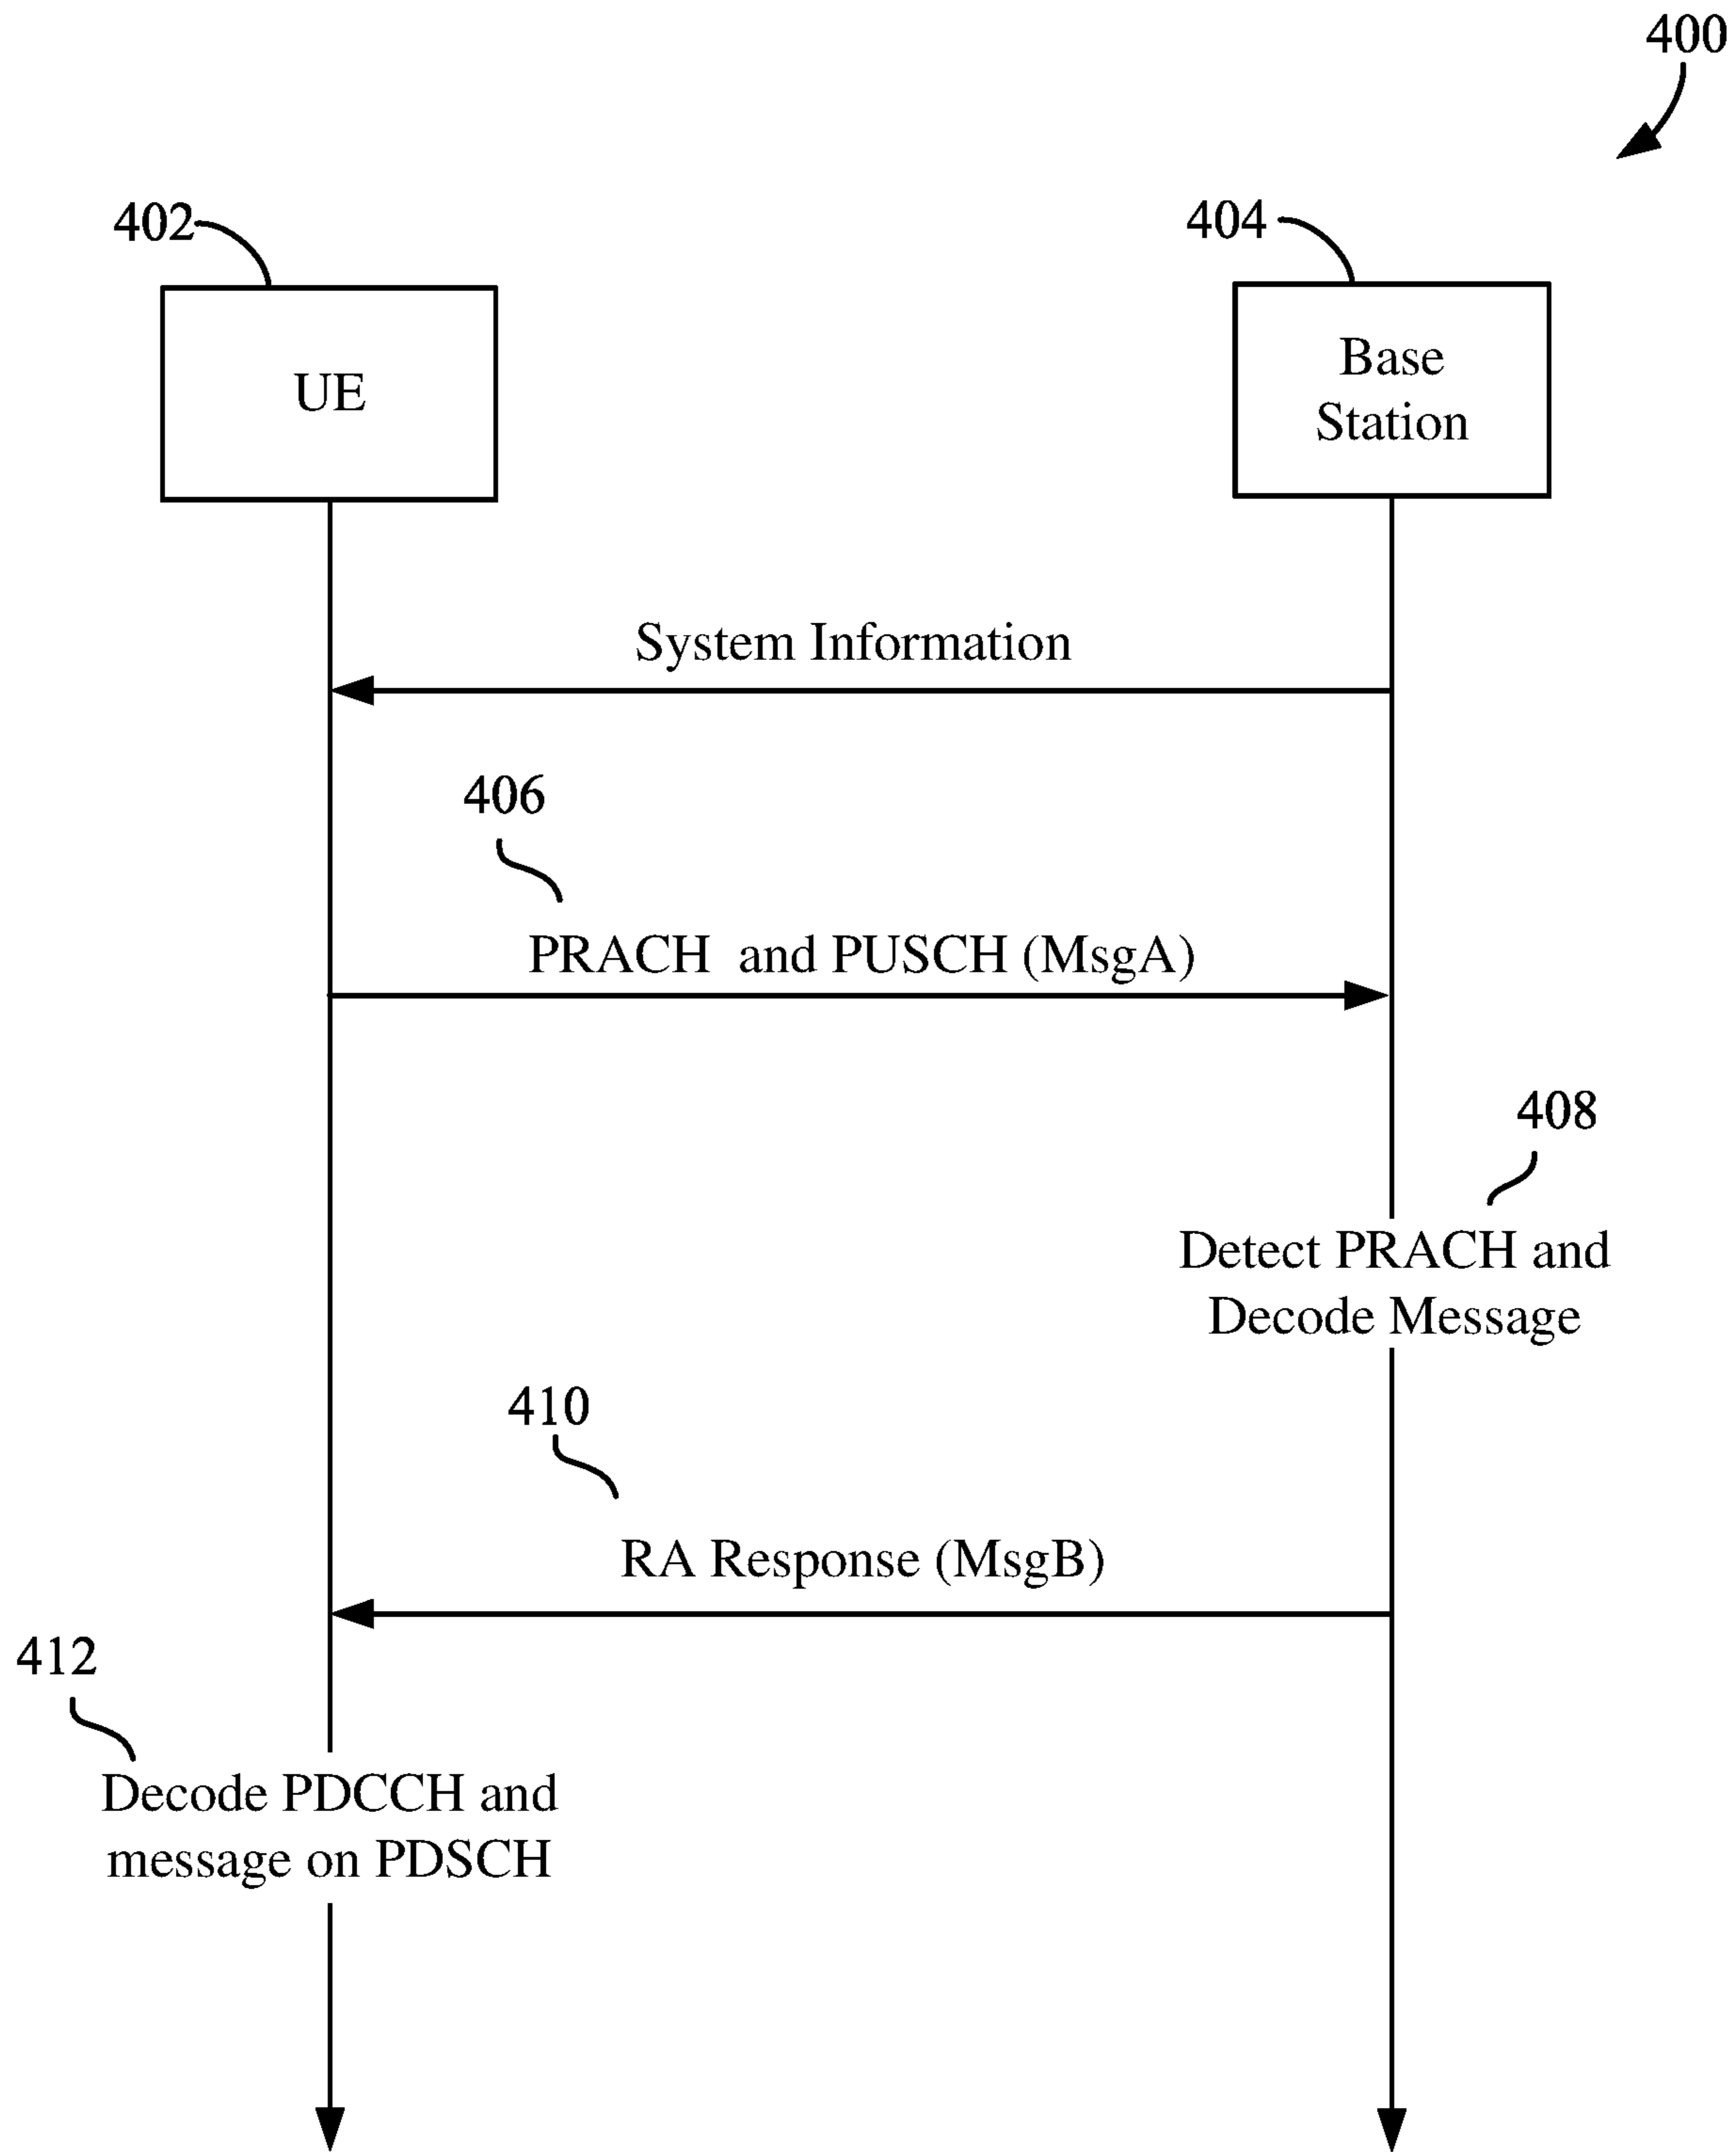 400
402
404
UE
Base
Station
System Information
406
PRACH and PUSCH (MsgA)
408
Detect PRACH and
Decode Message
410
RA Response (MsgB)
412
Decode PDCCH and
message on PDSCH